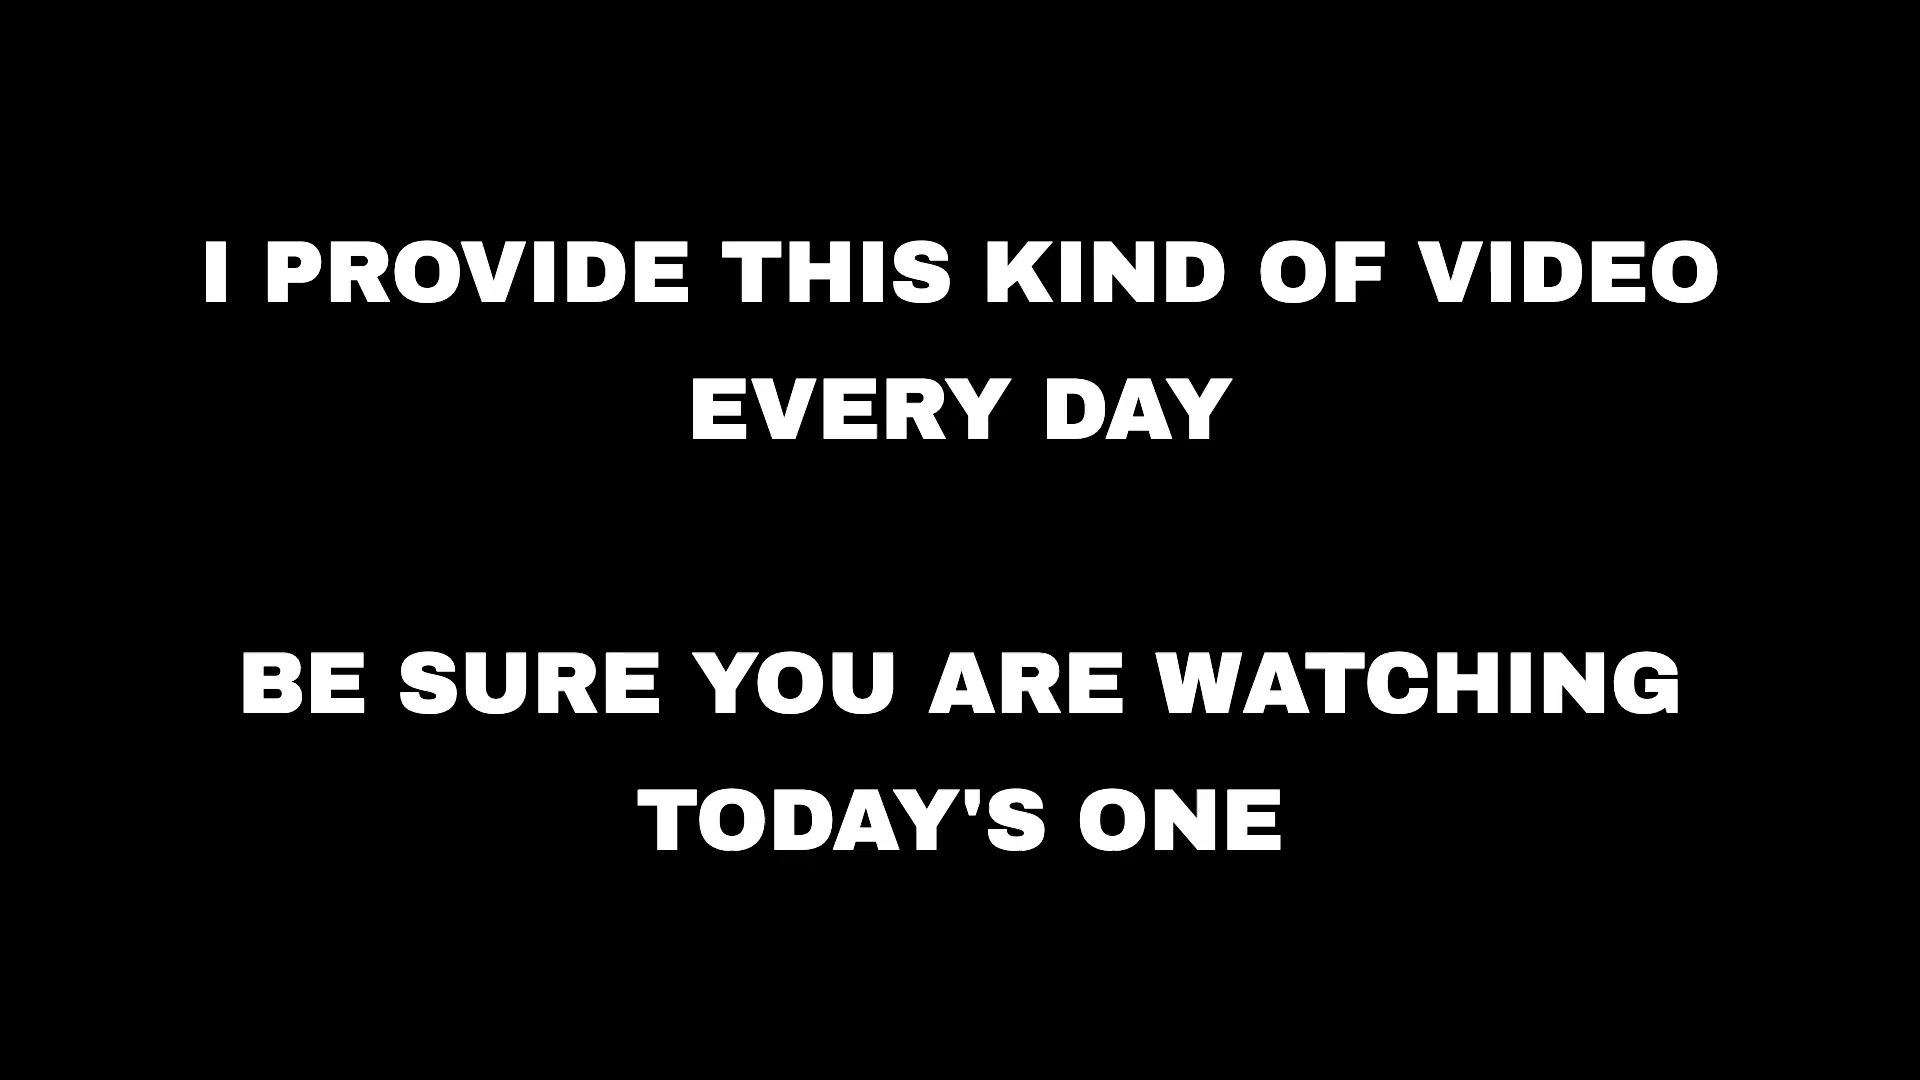 I PROVIDE THIS KIND OF VIDEO
EVERY DAY
BE SURE YOU ARE WATCHING
TODAY'S ONE